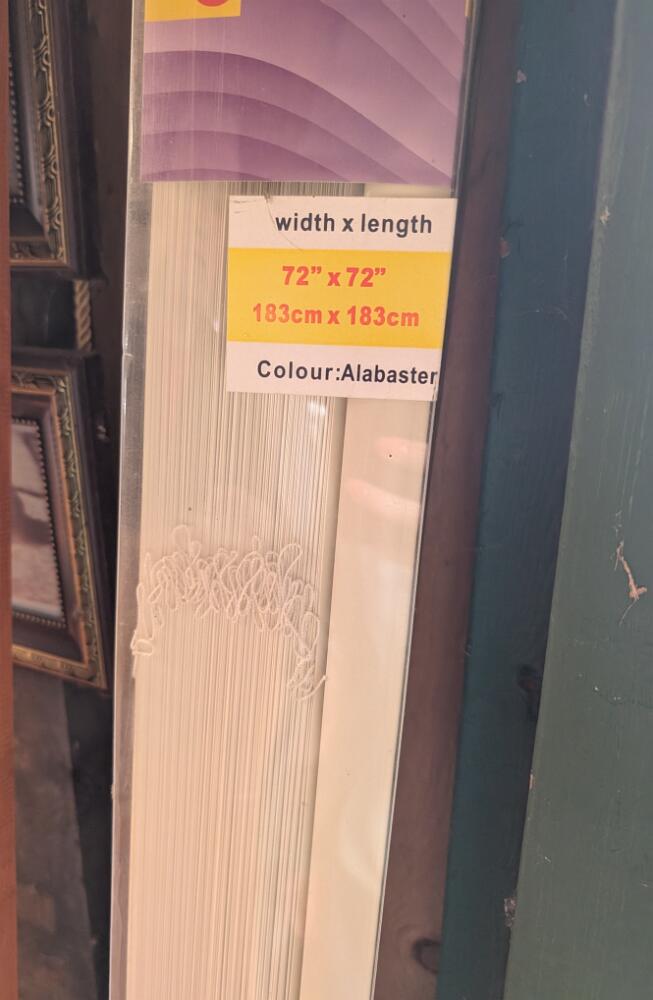 width x length
72” x 72”
183cm x 183cm
Colour:Alabaster